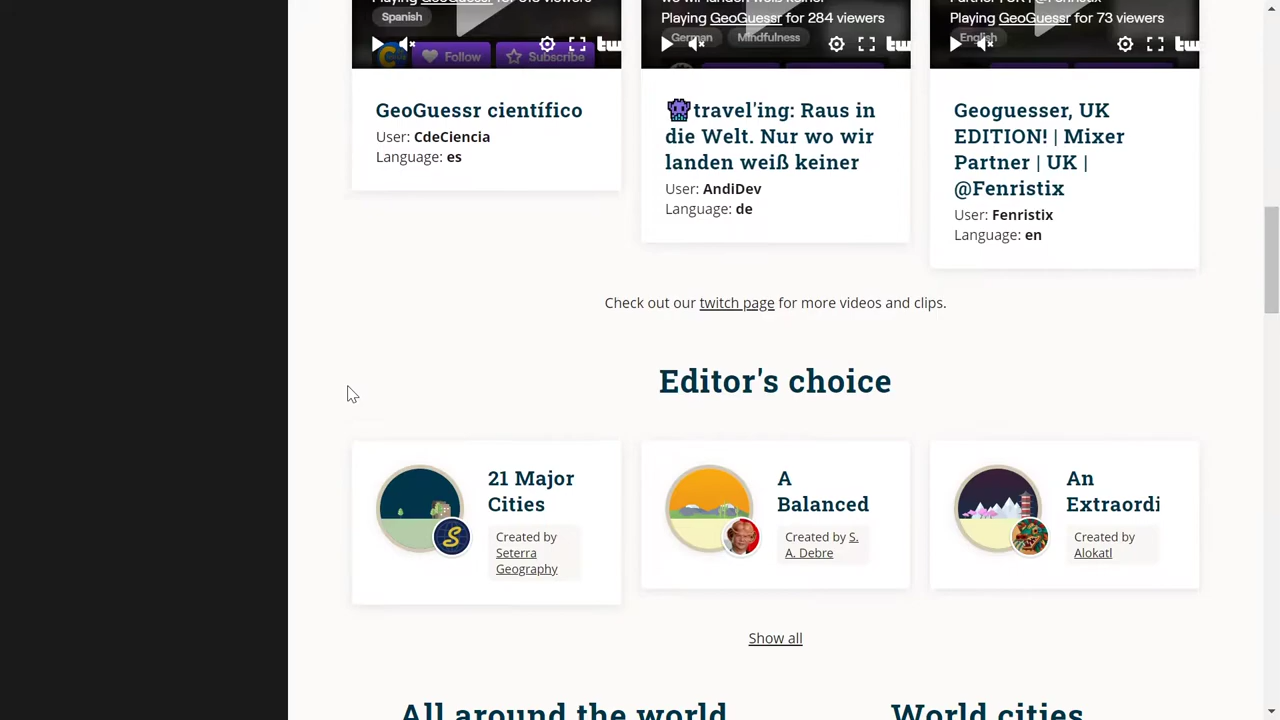 Playing GeoGuessr for 284 viewers
Playing GeoGuessr for 73 viewers
Spanish
German
Mindfulness
English
Follow
Subscribe
GeoGuessr científico
User: CdeCiencia
Language: es
travel'ing: Raus in
die Welt. Nur wo wir
landen weiß keiner
User: AndiDev
Language: de
Geoguesser, UK
EDITION! | Mixer
Partner | UK |
@Fenristix
User: Fenristix
Language: en
Check out our twitch page for more videos and clips.
Editor's choice
21 Major
Cities
Created by
Seterra
Geography
A
Balanced
Created by S.
A. Debre
An
Extraordi
Created by
Alokatl
Show all
All around the world
World cities